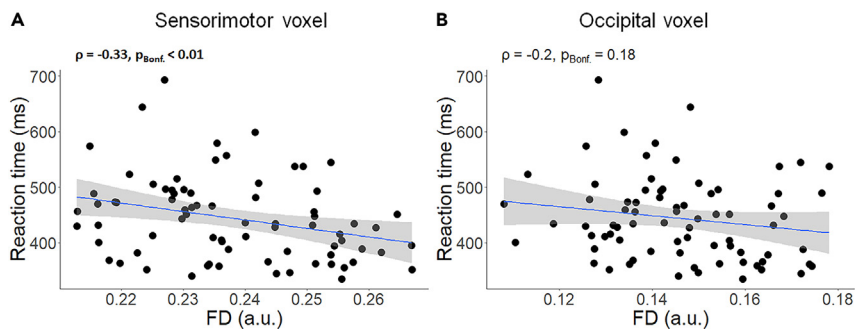 A Sensorimotor voxel
ρ = -0.33, pBonf. < 0.01
Reaction time (ms)
700
600
500
400
0.22 0.23 0.24 0.25 0.26
FD (a.u.)
B Occipital voxel
ρ = -0.2, pBonf. = 0.18
Reaction time (ms)
700
600
500
400
0.12 0.14 0.16 0.18
FD (a.u.)